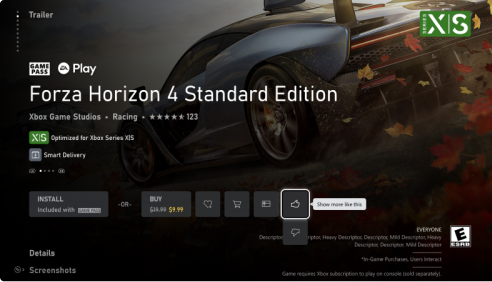 Trailer
SERIES X|S
GAME PASS EA Play
Forza Horizon 4 Standard Edition
Xbox Game Studios • Racing • ★★★★★ 123
X|S Optimized for Xbox Series X|S
Smart Delivery
INSTALL
Included with GAME PASS
-OR-
BUY
$19.99 $9.99
Show more like this
EVERYONE
Descriptor, Heavy Descriptor, Descriptor, Mild Descriptor, Heavy
Descriptor, Descriptor, Mild Descriptor
*In-Game Purchases, Users Interact
Game requires Xbox subscription to play on console (sold separately).
E
ESRB
Details
Screenshots